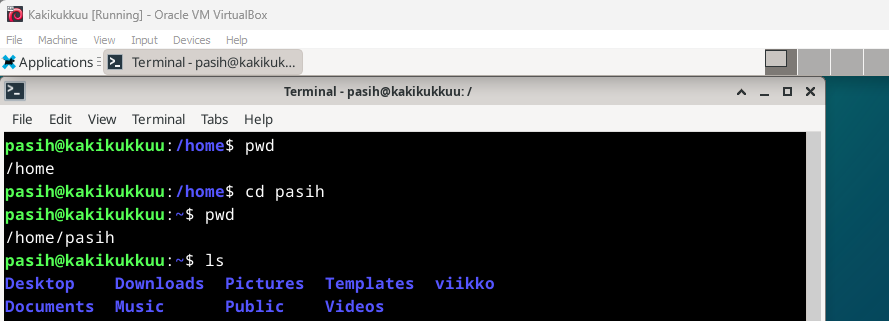 Kakikukkuu [Running] - Oracle VM VirtualBox
File Machine View Input Devices Help
Applications Terminal - pasih@kakikuk...
Terminal - pasih@kakikukkuu: /
File Edit View Terminal Tabs Help
pasih@kakikukkuu:/home$ pwd
/home
pasih@kakikukkuu:/home$ cd pasih
pasih@kakikukkuu:~$ pwd
/home/pasih
pasih@kakikukkuu:~$ ls
Desktop Downloads Pictures Templates viikko
Documents Music Public Videos